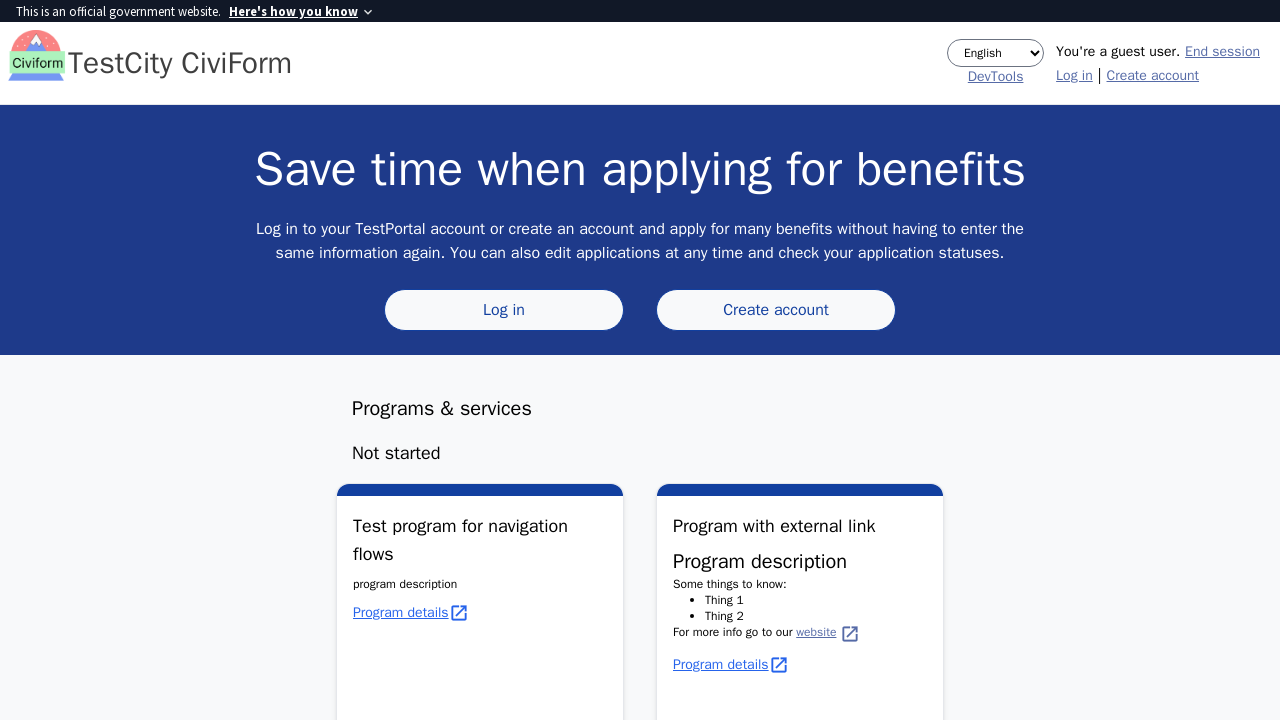 This is an official government website. Here's how you know
Civiform
TestCity CiviForm
English
DevTools
You're a guest user. End session
Log in | Create account
Save time when applying for benefits
Log in to your TestPortal account or create an account and apply for many benefits without having to enter the
same information again. You can also edit applications at any time and check your application statuses.
Log in
Create account
Programs & services
Not started
Test program for navigation
flows
program description
Program details
Program with external link
Program description
Some things to know:
• Thing 1
• Thing 2
For more info go to our website
Program details